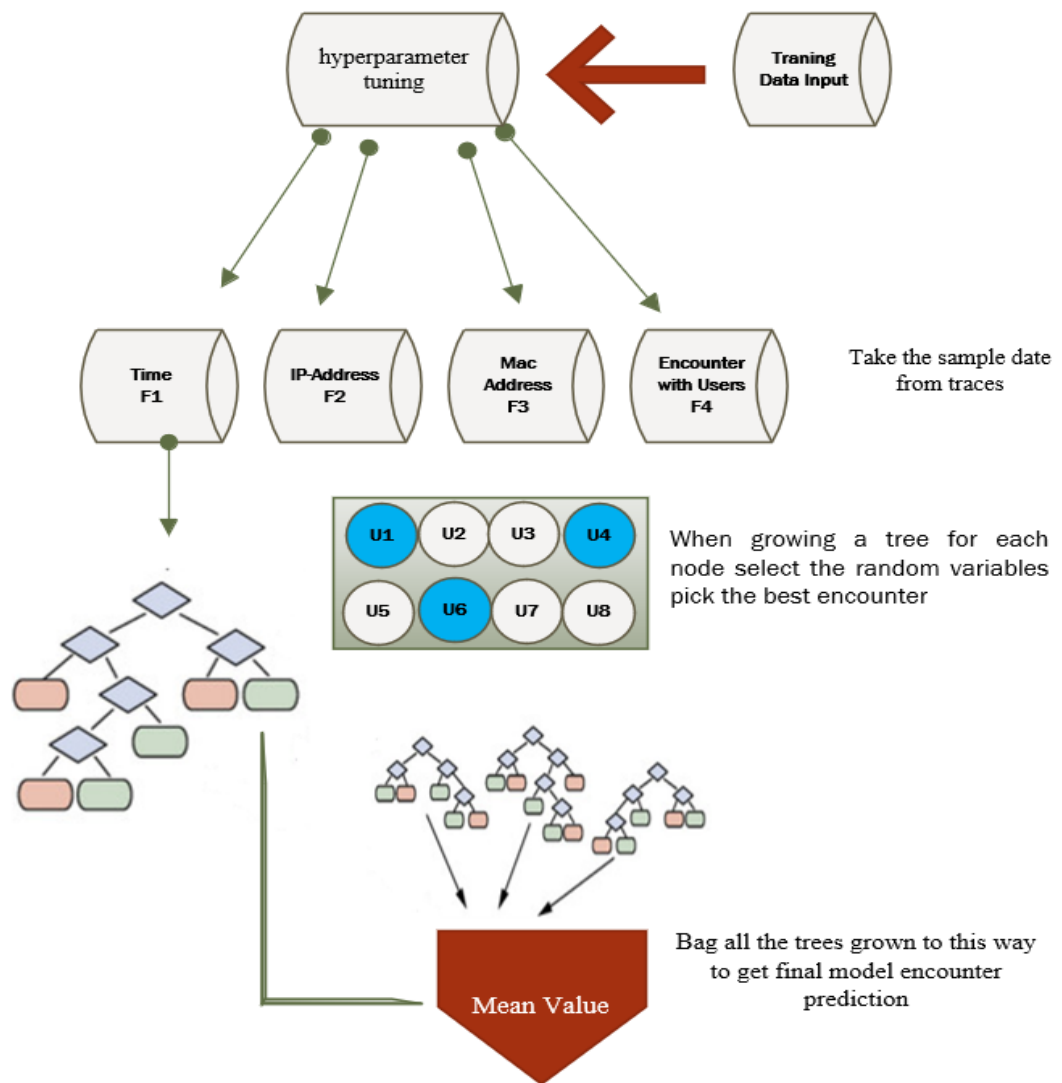 hyperparameter
tuning
Traning
Data Input
Time
F1
IP-Address
F2
Mac
Address
F3
Encounter
with Users
F4
Take the sample date
from traces
U1 U2 U3 U4
U5 U6 U7 U8
When growing a tree for each
node select the random variables
pick the best encounter
Bag all the trees grown to this way
to get final model encounter
prediction
Mean Value